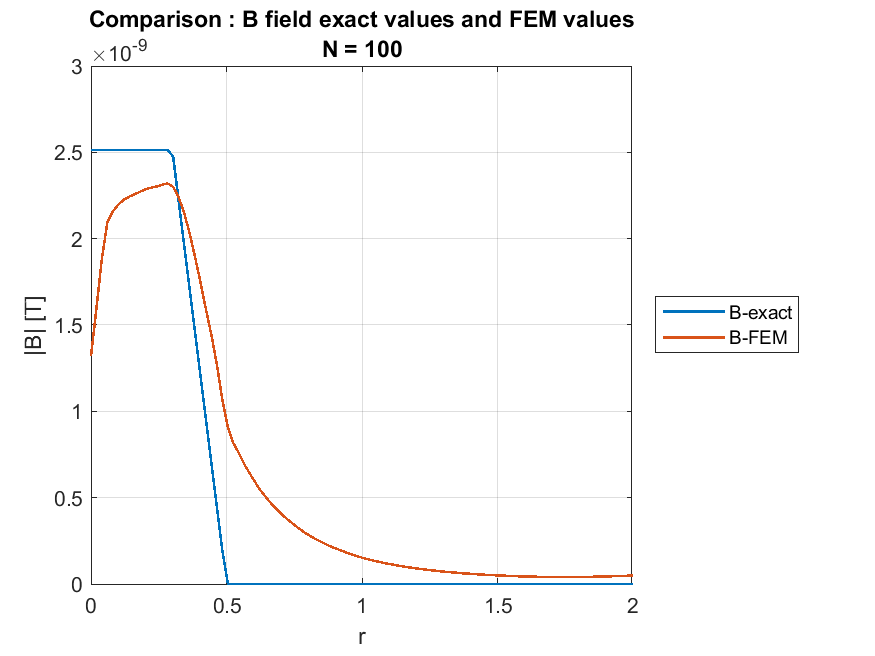 Comparison : B field exact values and FEM values
N = 100
×10⁻⁹
3
2.5
2
1.5
1
0.5
0
|B| [T]
0
0.5
1
1.5
2
r
B-exact
B-FEM